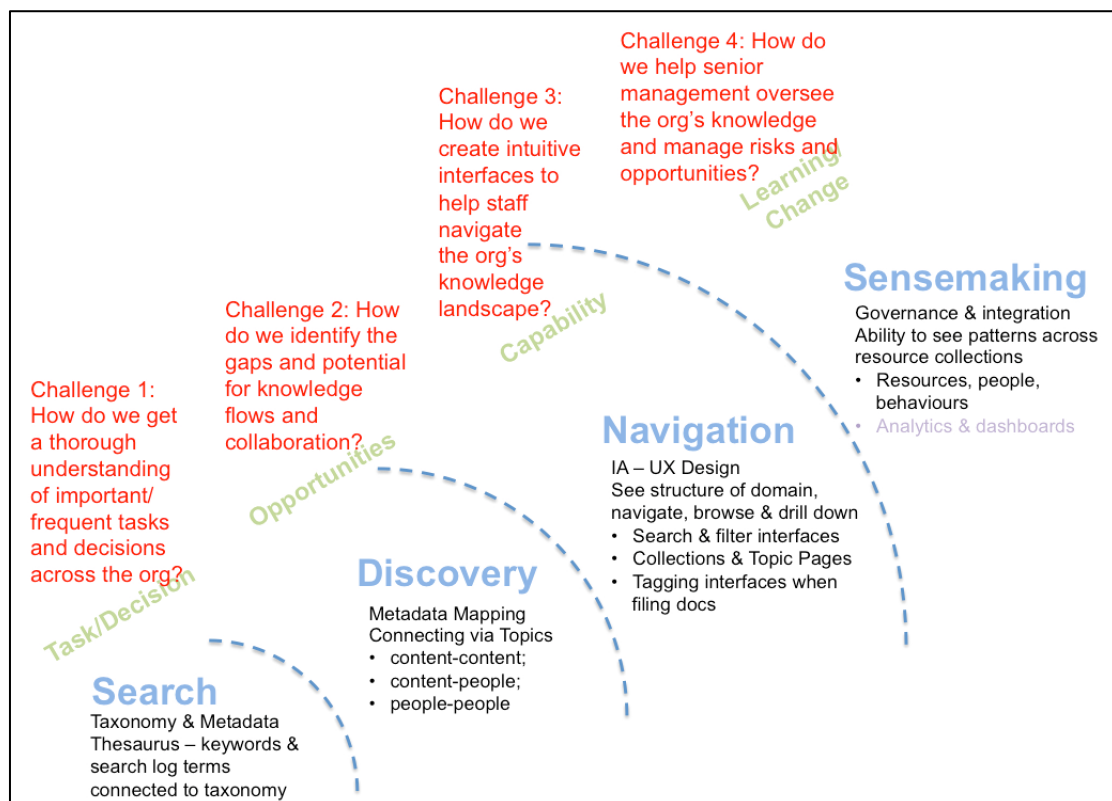 Challenge 1:
How do we get
a thorough
understanding
of important/
frequent tasks
and decisions
across the org?
Task/Decision
Search
Taxonomy & Metadata
Thesaurus – keywords &
search log terms
connected to taxonomy
Challenge 2: How
do we identify the
gaps and potential
for knowledge
flows and
collaboration?
Opportunities
Discovery
Metadata Mapping
Connecting via Topics
• content-content;
• content-people;
• people-people
Challenge 3:
How do we
create intuitive
interfaces to
help staff
navigate
the org's
knowledge
landscape?
Capability
Navigation
IA – UX Design
See structure of domain,
navigate, browse & drill down
• Search & filter interfaces
• Collections & Topic Pages
• Tagging interfaces when
filing docs
Challenge 4: How do
we help senior
management oversee
the org's knowledge
and manage risks and
opportunities?
Learning/
Change
Sensemaking
Governance & integration
Ability to see patterns across
resource collections
• Resources, people,
behaviours
• Analytics & dashboards